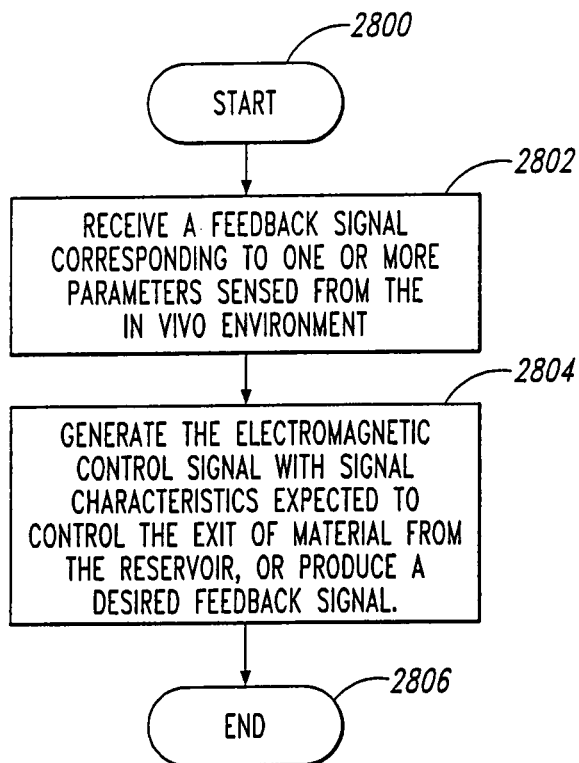 2800
START
2802
RECEIVE A FEEDBACK SIGNAL
CORRESPONDING TO ONE OR MORE
PARAMETERS SENSED FROM THE
IN VIVO ENVIRONMENT
2804
GENERATE THE ELECTROMAGNETIC
CONTROL SIGNAL WITH SIGNAL
CHARACTERISTICS EXPECTED TO
CONTROL THE EXIT OF MATERIAL FROM
THE RESERVOIR, OR PRODUCE A
DESIRED FEEDBACK SIGNAL.
2806
END